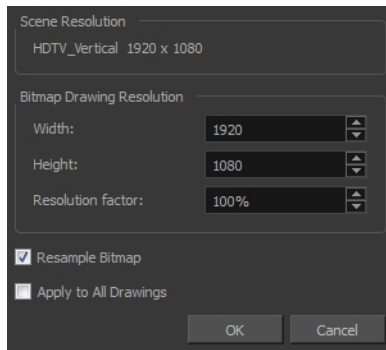 Scene Resolution
HDTV_Vertical 1920 x 1080
Bitmap Drawing Resolution
Width: 1920
Height: 1080
Resolution factor: 100%
Resample Bitmap
Apply to All Drawings
OK Cancel